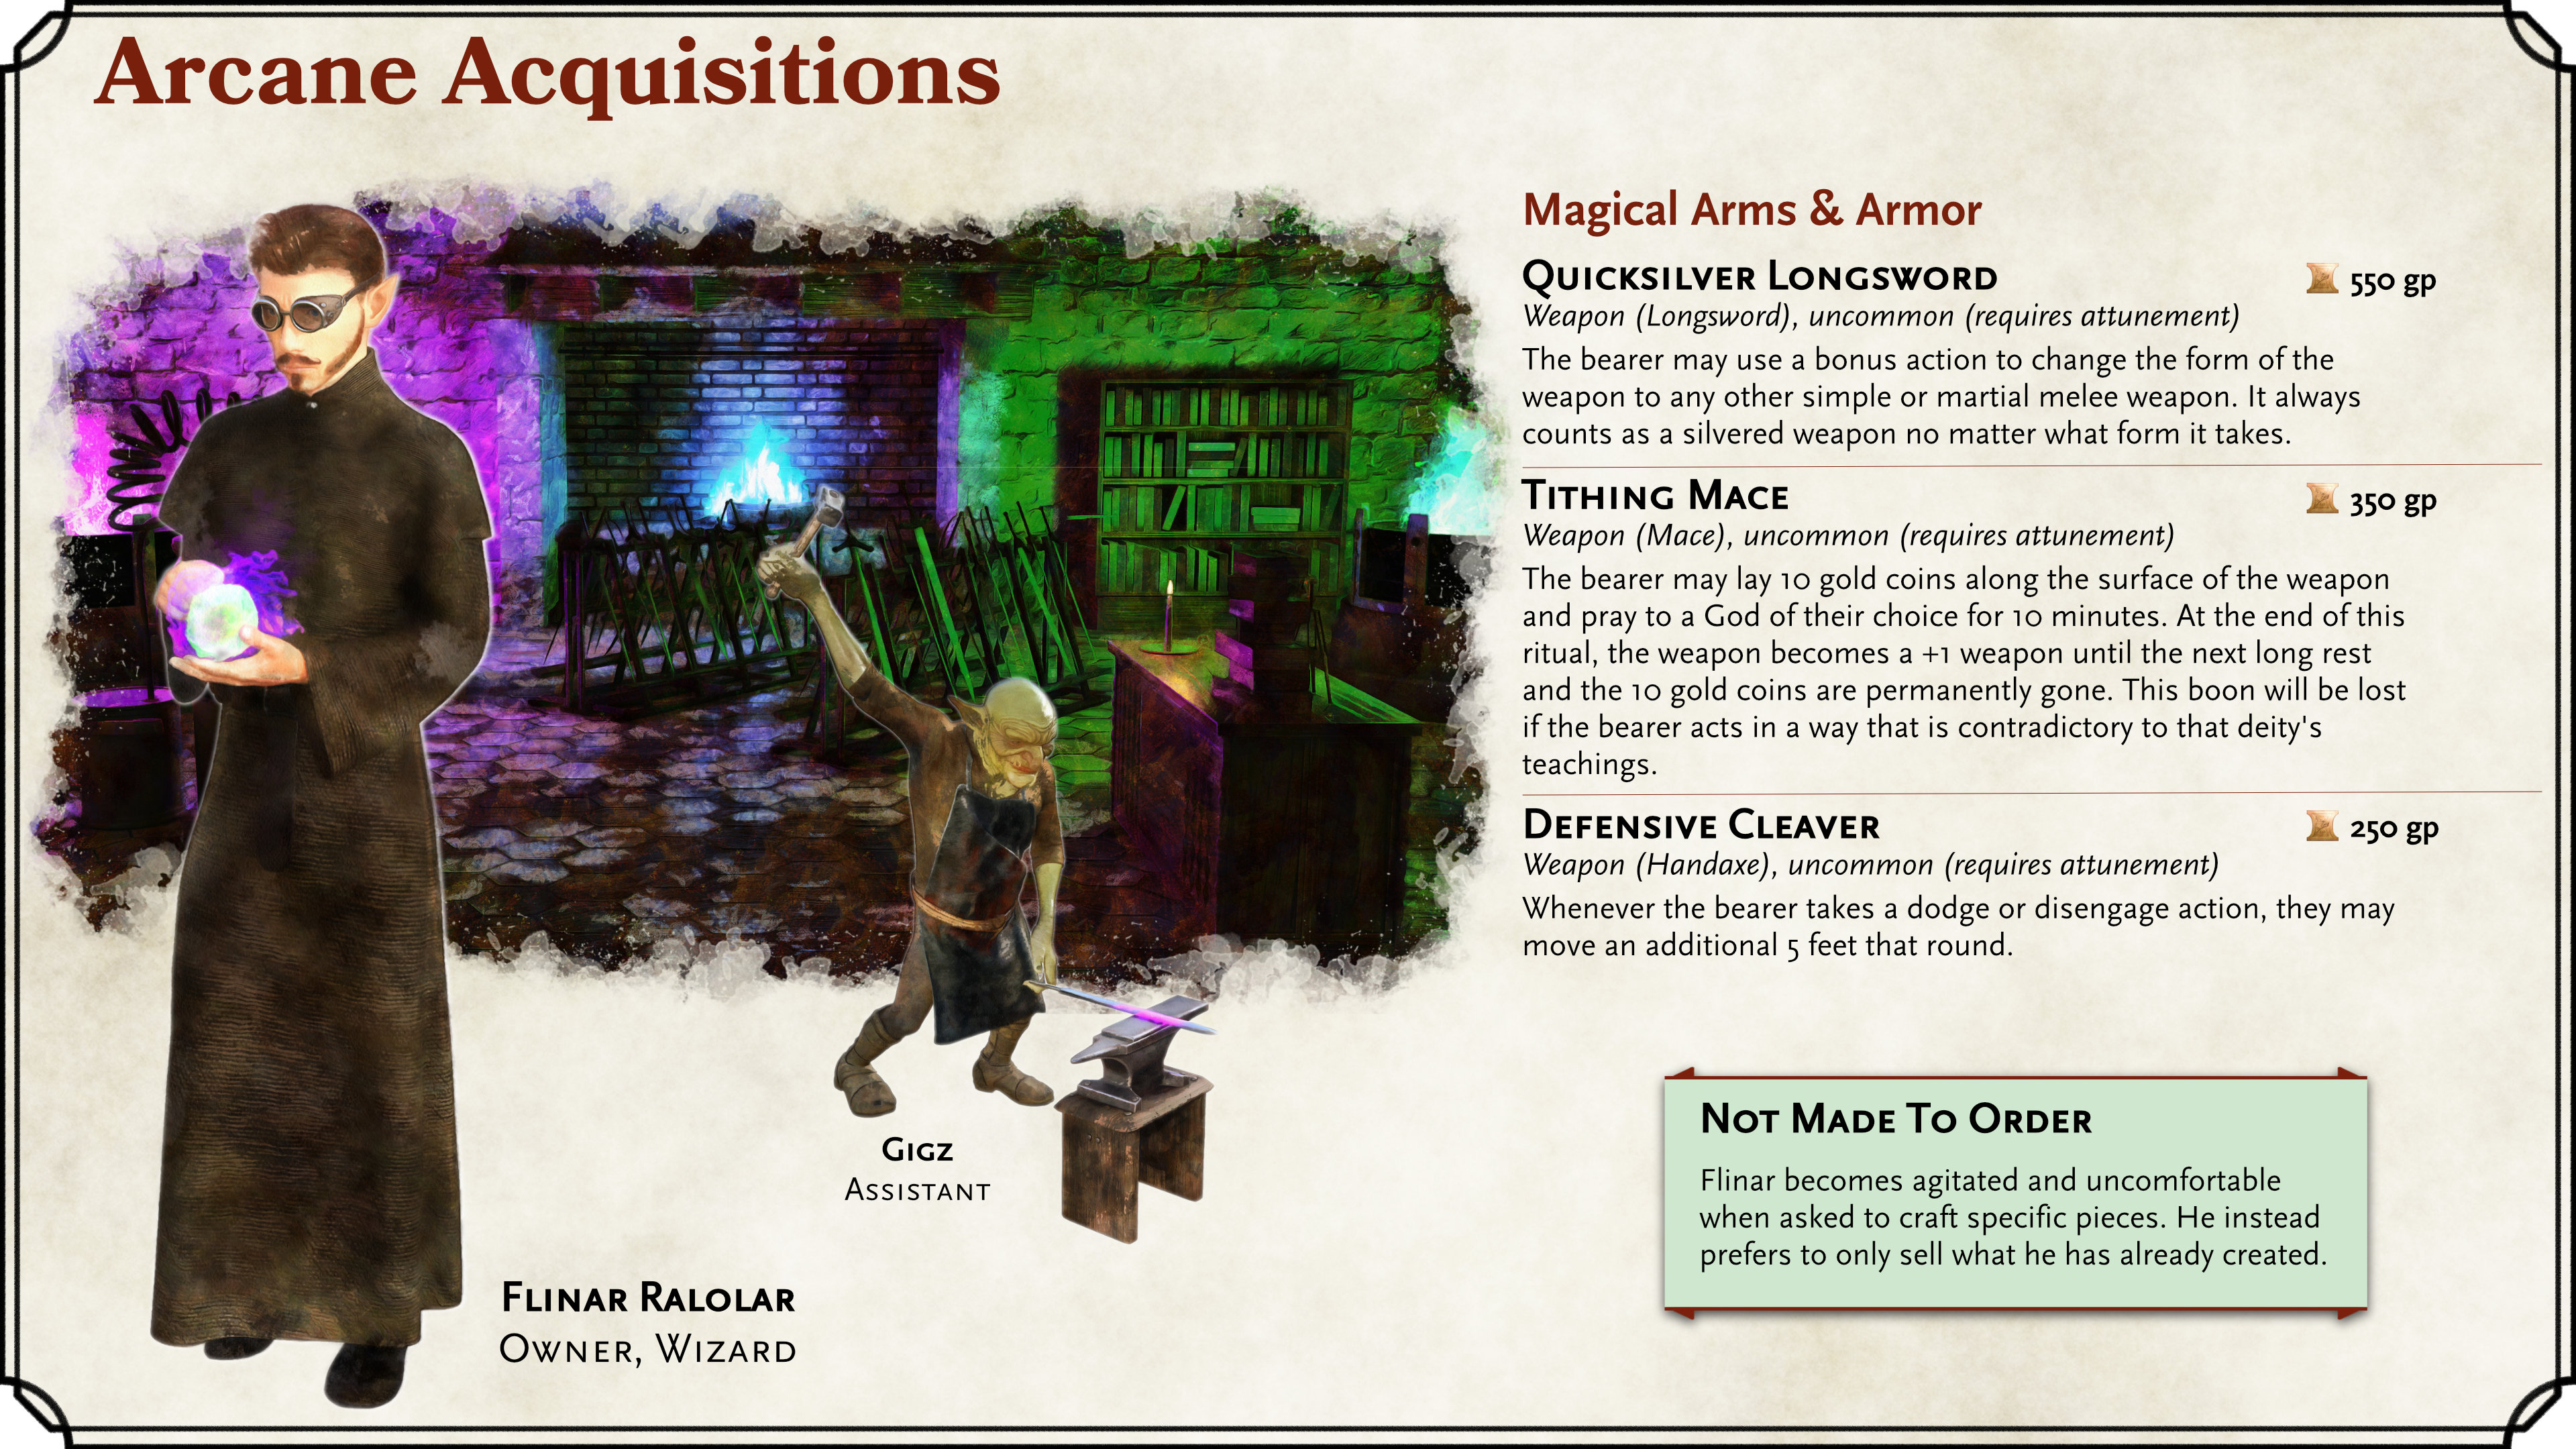 Arcane Acquisitions
Magical Arms & Armor
Quicksilver Longsword
550 gp
Weapon (Longsword), uncommon (requires attunement)
The bearer may use a bonus action to change the form of the
weapon to any other simple or martial melee weapon. It always
counts as a silvered weapon no matter what form it takes.
Tithing Mace
350 gp
Weapon (Mace), uncommon (requires attunement)
The bearer may lay 10 gold coins along the surface of the weapon
and pray to a God of their choice for 10 minutes. At the end of this
ritual, the weapon becomes a +1 weapon until the next long rest
and the 10 gold coins are permanently gone. This boon will be lost
if the bearer acts in a way that is contradictory to that deity's
teachings.
Defensive Cleaver
250 gp
Weapon (Handaxe), uncommon (requires attunement)
Whenever the bearer takes a dodge or disengage action, they may
move an additional 5 feet that round.
Not Made To Order
Flinar becomes agitated and uncomfortable
when asked to craft specific pieces. He instead
prefers to only sell what he has already created.
Gigz
Assistant
Flinar Ralolar
Owner, Wizard